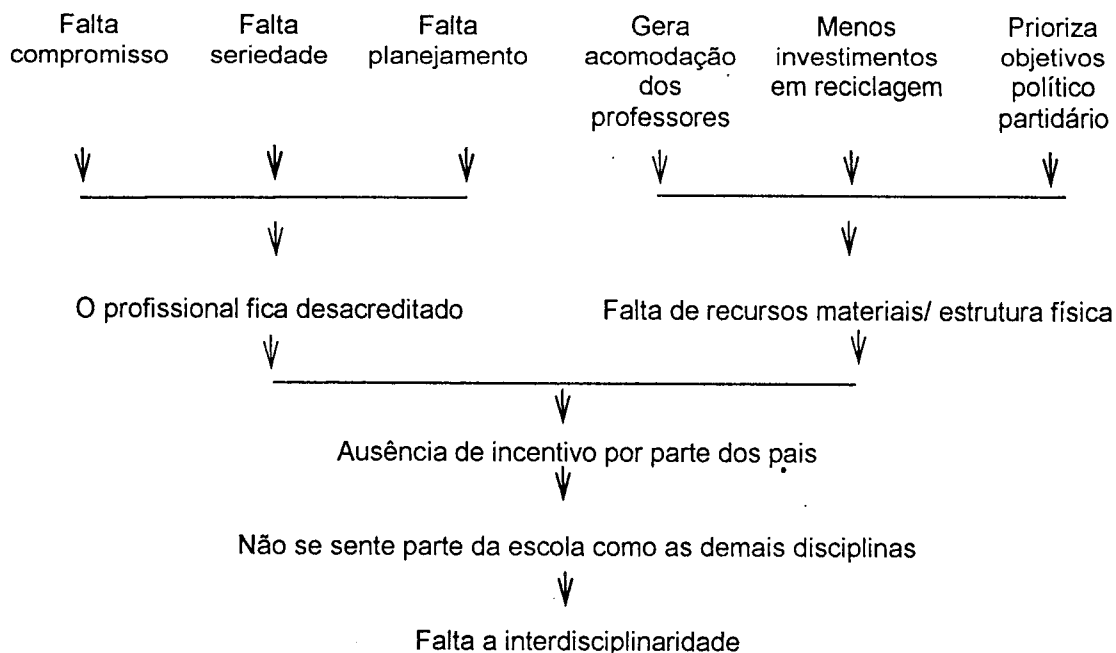 Falta
compromisso
Falta
seriedade
Falta
planejamento
Gera
acomodação
dos
professores
Menos
investimentos
em reciclagem
Prioriza
objetivos
político
partidário
O profissional fica desacreditado
Falta de recursos materiais/ estrutura física
Ausência de incentivo por parte dos pais
Não se sente parte da escola como as demais disciplinas
Falta a interdisciplinaridade